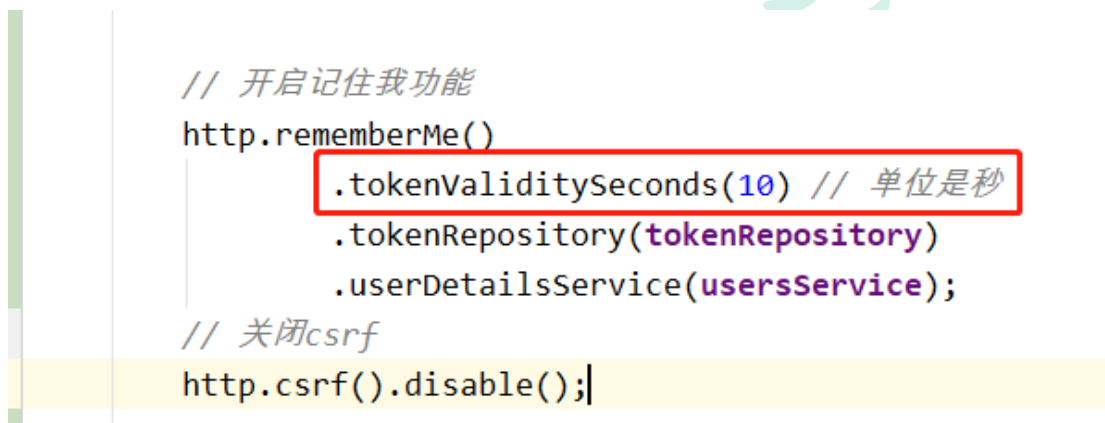 // 开启记住我功能
http.rememberMe()
.tokenValiditySeconds(10) // 单位是秒
.tokenRepository(tokenRepository)
.userDetailsService(usersService);
// 关闭csrf
http.csrf().disable();